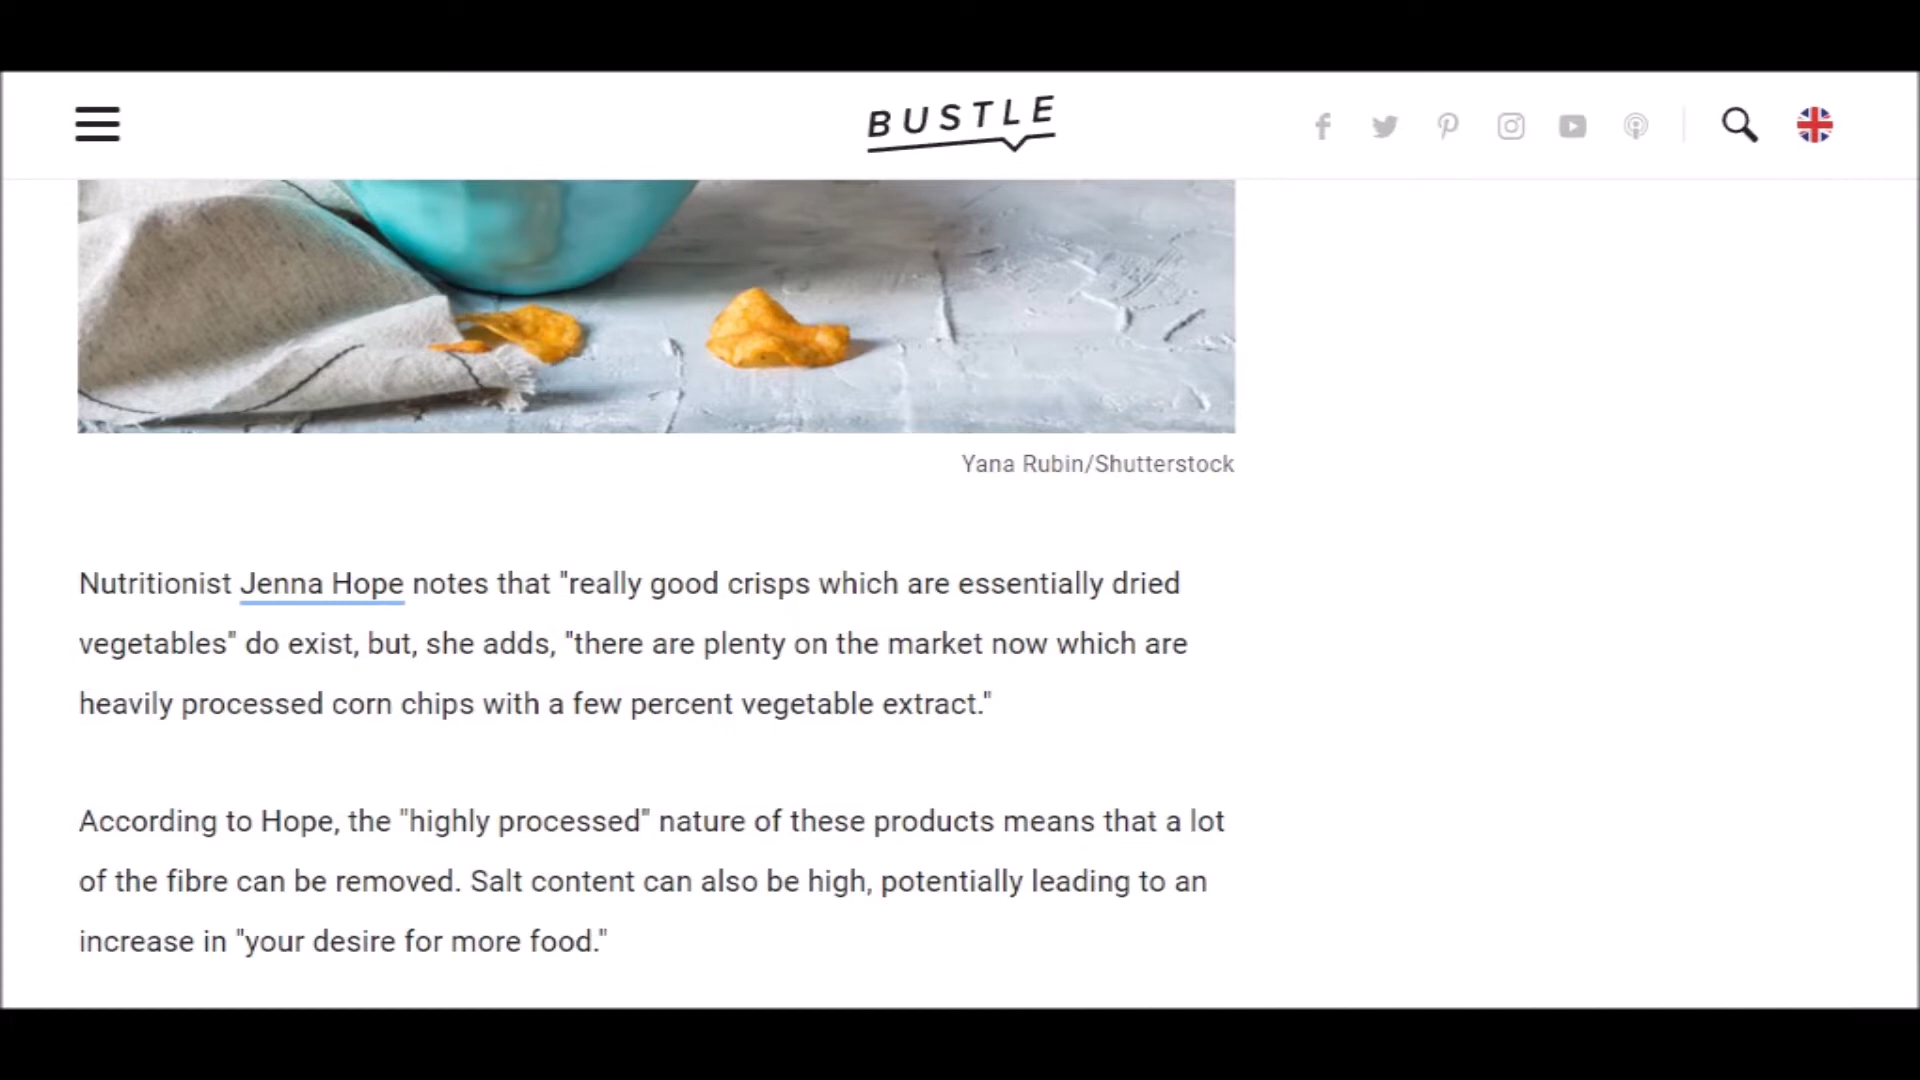 BUSTLE
Yana Rubin/Shutterstock
Nutritionist Jenna Hope notes that "really good crisps which are essentially dried
vegetables" do exist, but, she adds, "there are plenty on the market now which are
heavily processed corn chips with a few percent vegetable extract."
According to Hope, the "highly processed" nature of these products means that a lot
of the fibre can be removed. Salt content can also be high, potentially leading to an
increase in "your desire for more food."